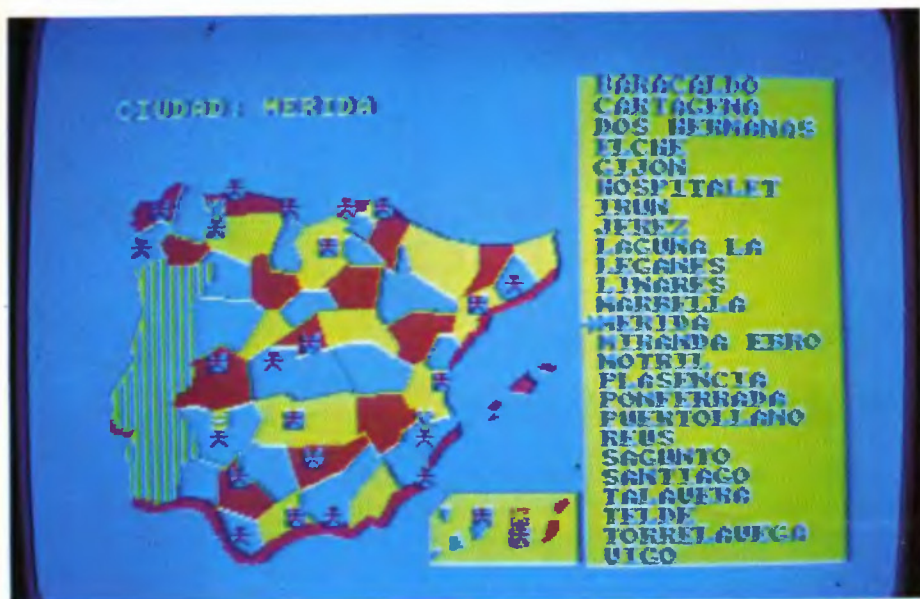 CIUDAD: MERIDA
BARACALDO
CARTAGENA
DOS HERMANAS
ELCHE
GIJON
HOSPITALET
IRUN
JEREZ
LAGUNA LA
LEGANES
LINARES
MARBELLA
MERIDA
MIRANDA EBRO
MOTRIL
PLASENCIA
PONFERRADA
PUERTOLLANO
REUS
SAGUNTO
SANTIAGO
TALAVERA
TELDE
TORRELAVEGA
VIGO